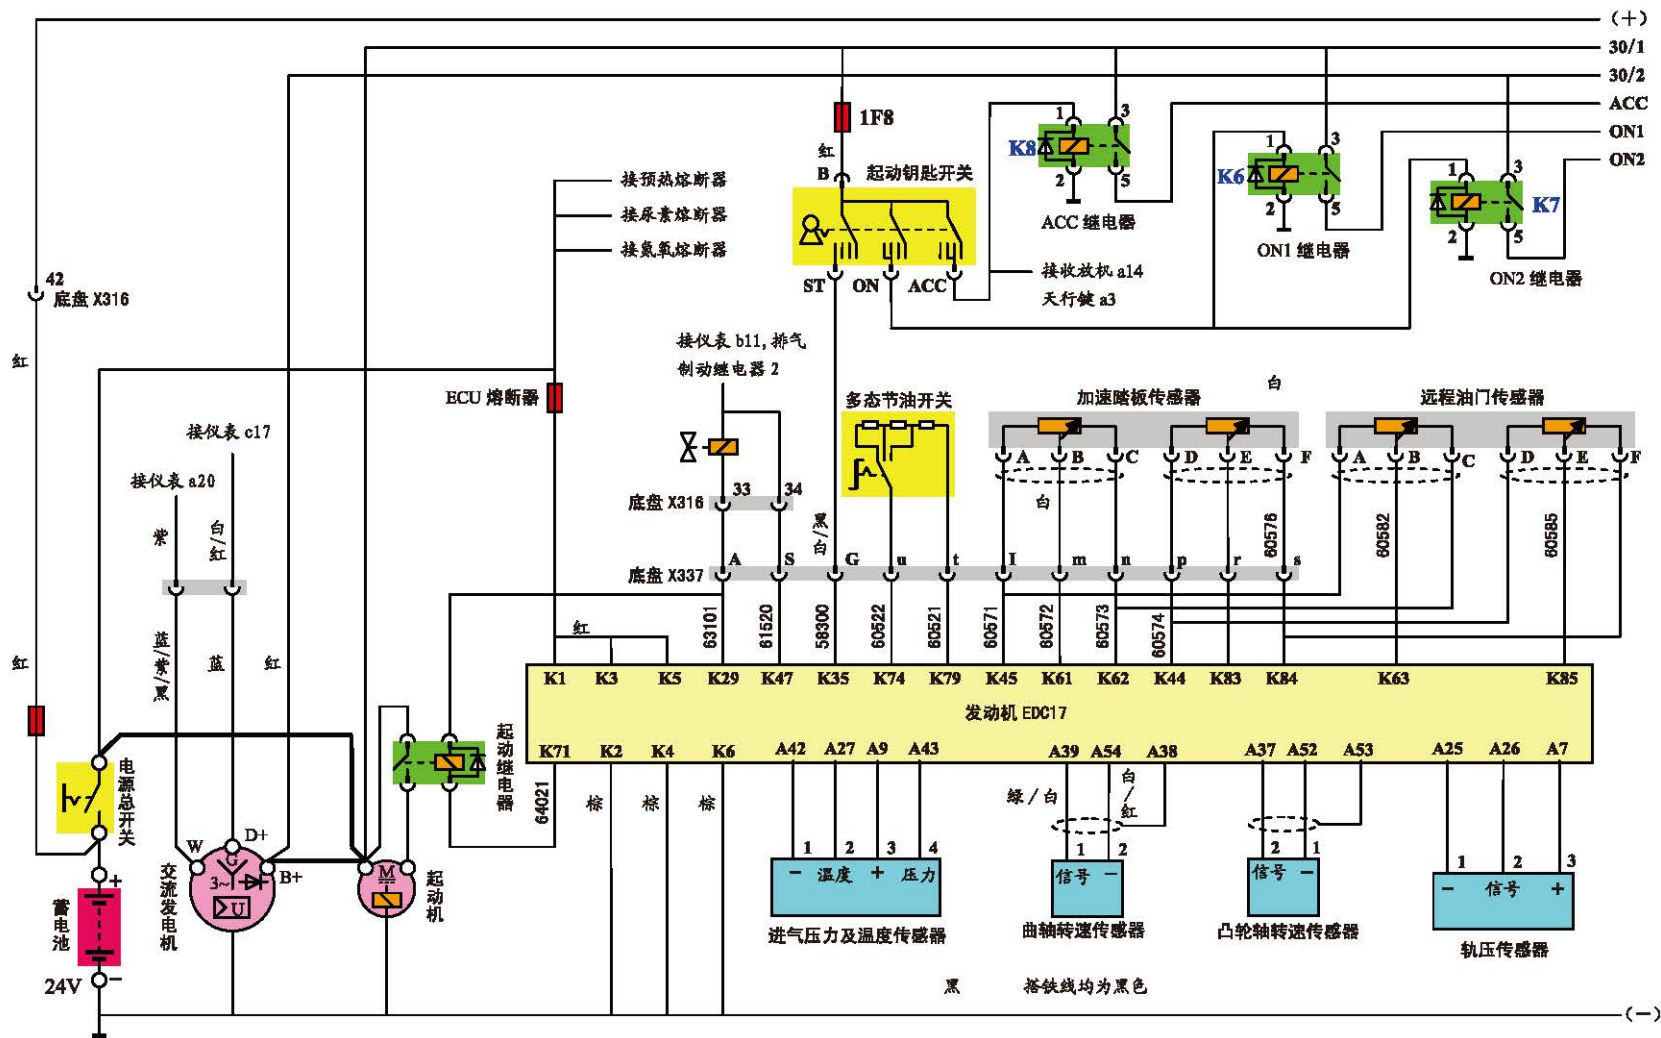 (+)
30/1
30/2
ACC
ON1
ON2
1F8
红
B
起动钥匙开关
ST
ON
ACC
接预热熔断器
接尿素熔断器
接氮氧熔断器
1
3
K8
2
5
ACC 继电器
1
3
K6
2
5
ON1 继电器
1
3
K7
2
5
ON2 继电器
接收放机 a14
天行键 a3
42
底盘 X316
红
ECU 熔断器
接仪表 b11, 排气
制动继电器 2
多态节油开关
加速踏板传感器
白
远程油门传感器
A
B
C
D
E
F
A
B
C
D
E
F
接仪表 c17
接仪表 a20
紫
白/红
底盘 X316
33
34
白/黑
白
60576
60582
60585
底盘 X337
A
S
G
u
t
I
m
n
p
r
s
红
63101
61520
58300
60522
60521
60571
60572
60573
60574
黑/紫/蓝
蓝
红
红
K1
K3
K5
K29
K47
K35
K74
K79
K45
K61
K62
K44
K83
K84
K63
K85
发动机 EDC17
K71
K2
K4
K6
A42
A27
A9
A43
A39
A54
A38
A37
A52
A53
A25
A26
A7
起动继电器
64021
棕
棕
棕
绿/白
白/红
电源总开关
W
D+
G
3~
U
B+
交流发电机
M
起动机
+
蓄电池
24V
−
1
2
3
4
− 温度 + 压力
进气压力及温度传感器
1
2
信号 −
曲轴转速传感器
2
1
信号 −
凸轮轴转速传感器
1
2
3
− 信号 +
轨压传感器
黑
搭铁线均为黑色
(−)